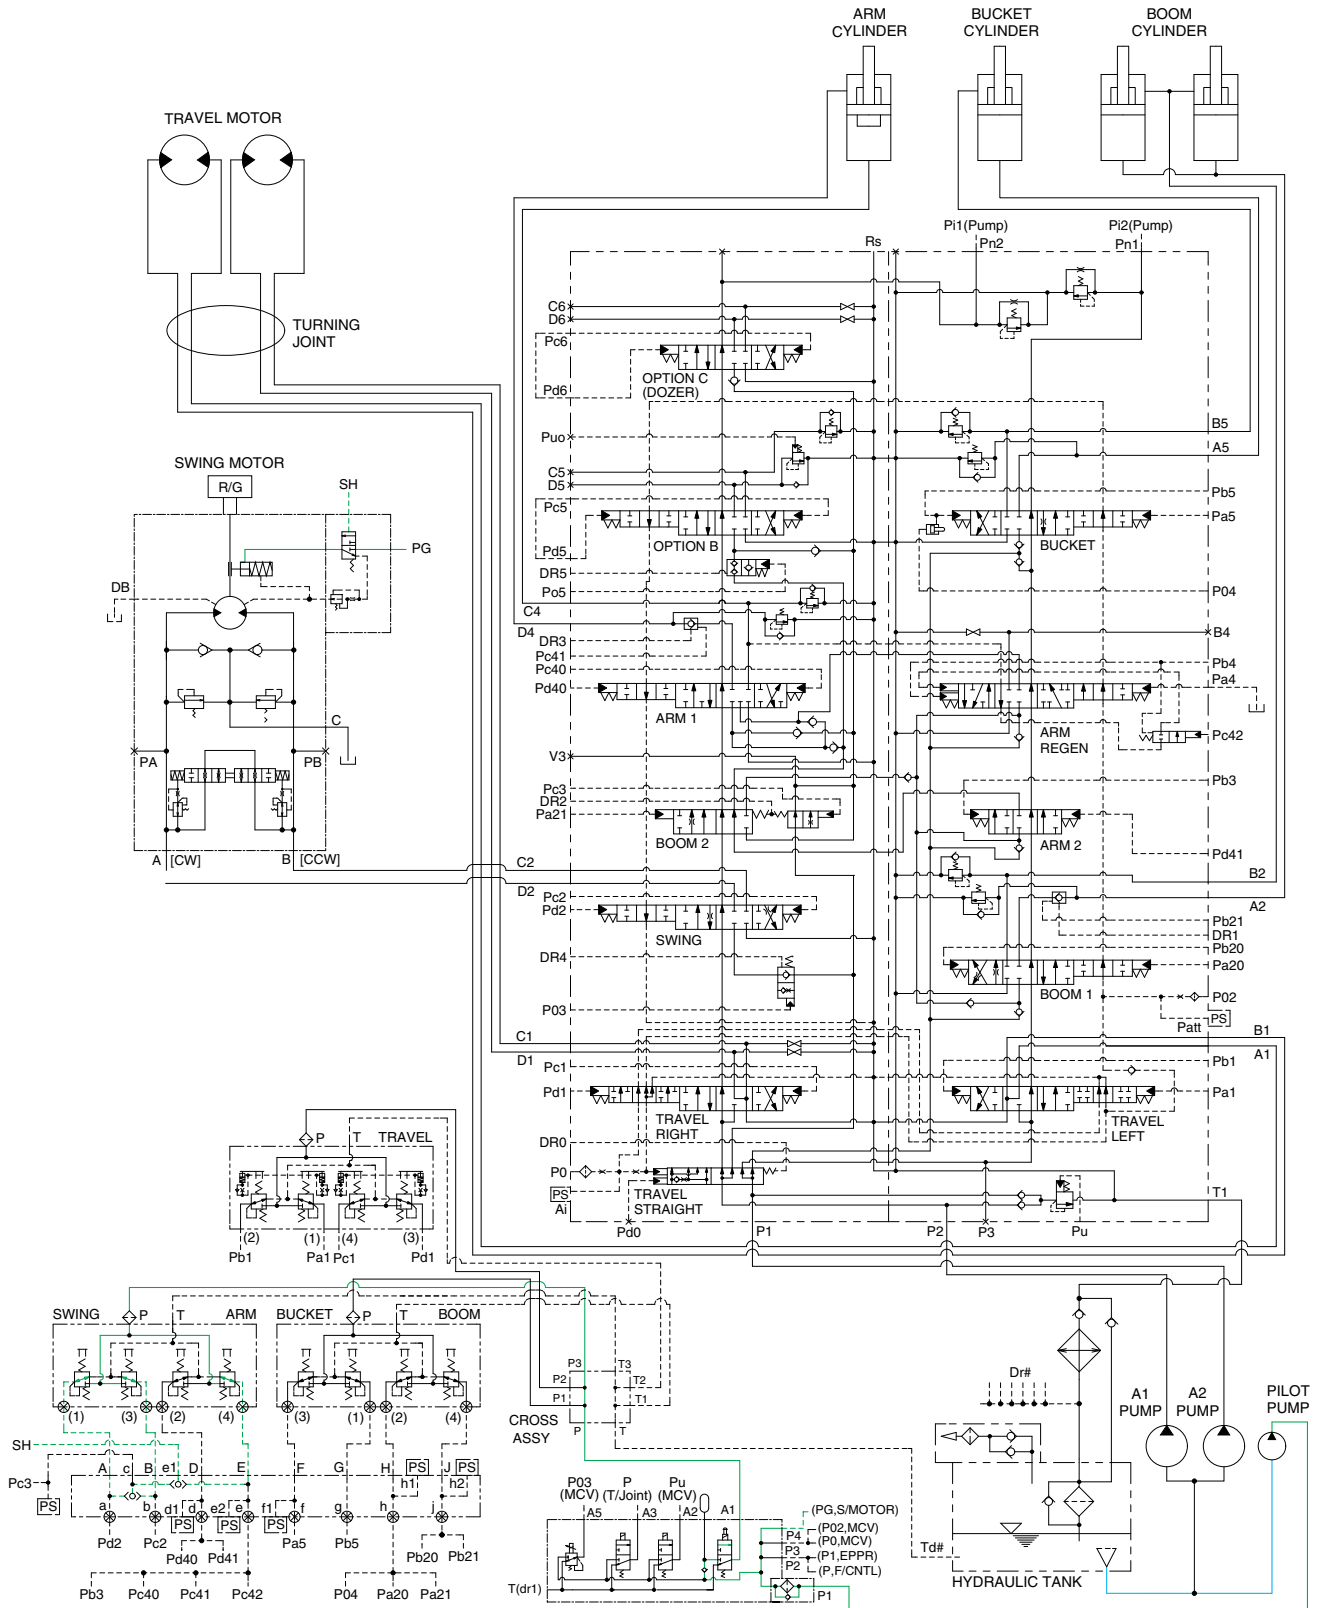 ARM
CYLINDER
BUCKET
CYLINDER
BOOM
CYLINDER
TRAVEL MOTOR
TURNING
JOINT
Rs
Pi1(Pump)
Pn2
Pi2(Pump)
Pn1
C6
D6
Pc6
Pd6
OPTION C
(DOZER)
Puo
C5
D5
Pc5
Pd5
OPTION B
BUCKET
B5
A5
Pb5
Pa5
SWING MOTOR
R/G
SH
PG
DB
C
PA
PB
A [CW]
B [CCW]
DR5
Po5
C4
D4
DR3
Pc41
Pc40
Pd40
ARM 1
P04
B4
Pb4
Pa4
ARM
REGEN
Pc42
V3
Pc3
DR2
Pa21
BOOM 2
Pb3
ARM 2
Pd41
C2
D2
Pc2
Pd2
SWING
B2
A2
Pb21
DR1
Pb20
Pa20
BOOM 1
DR4
P03
P02
PS
Patt
C1
D1
Pc1
Pd1
TRAVEL
RIGHT
B1
A1
Pb1
Pa1
TRAVEL
LEFT
DR0
P0
PS
Ai
TRAVEL
STRAIGHT
T1
Pd0
P1
P2
P3
Pu
P
T
TRAVEL
(2)
(1)
(4)
(3)
Pb1
Pa1
Pc1
Pd1
SWING
P
T
ARM
BUCKET
P
T
BOOM
(1)
(3)
(2)
(4)
(3)
(1)
(2)
(4)
P3
T3
P2
T2
P1
T1
P
T
CROSS
ASSY
SH
Pc3
PS
A
c
B
e1
D
E
F
G
H
PS
h1
J
PS
h2
a
b
d1
d
e2
e
f1
f
g
h
j
PS
PS
PS
Pd2
Pc2
Pd40
Pd41
Pa5
Pb5
Pb20
Pb21
Pb3
Pc40
Pc41
Pc42
P04
Pa20
Pa21
P03
(MCV)
P
(T/Joint)
Pu
(MCV)
A5
A3
A2
A1
T(dr1)
P4
P3
P2
P1
(PG,S/MOTOR)
(P02,MCV)
(P0,MCV)
(P1,EPPR)
(P,F/CNTL)
Dr#
Td#
HYDRAULIC TANK
A1
PUMP
A2
PUMP
PILOT
PUMP